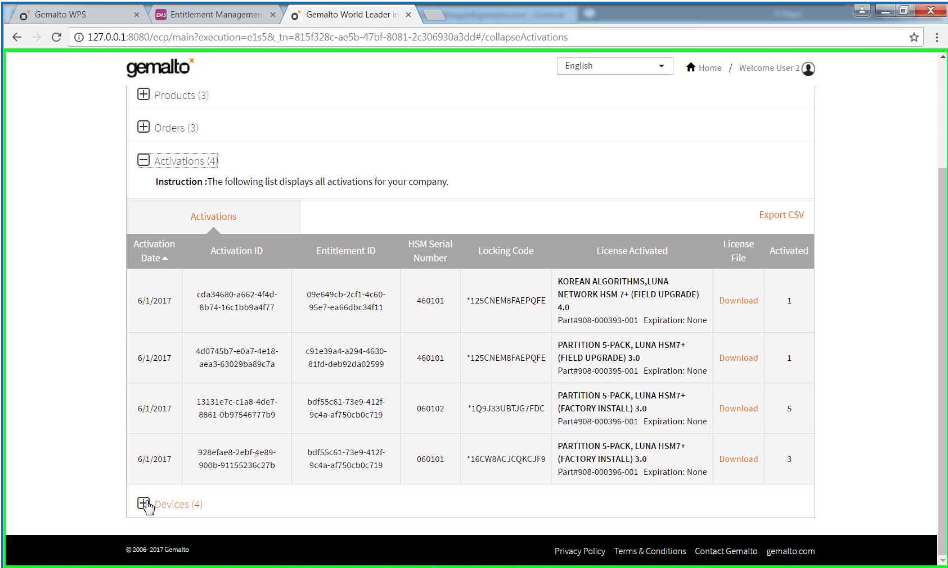 Gemalto WPS
Entitlement Management
Gemalto World Leader in
127.0.0.1:8080/ecp/main?execution=e1s5&_tn=815f328c-ae5b-47bf-8081-2c306930a3dd#/collapseActivations
gemalto
English
Home / Welcome User 2
Products (3)
Orders (3)
Activations (4)
Instruction :The following list displays all activations for your company.
Activations
Export CSV
Activation Date
Activation ID
Entitlement ID
HSM Serial Number
Locking Code
License Activated
License File
Activated
6/1/2017
cda34680-a662-4f4d-
8b74-16c1bb9a4f77
09e649cb-2cf1-4c60-
95e7-ea66dbc34f11
460101
*125CNEM8FAEPQFE
KOREAN ALGORITHMS,LUNA
NETWORK HSM 7+ (FIELD UPGRADE)
4.0
Part#908-000393-001 Expiration: None
Download
1
6/1/2017
4d0745b7-e0a7-4e18-
aea3-63029ba89c7a
c91e39a4-a294-4630-
81fd-deb92da02599
460101
*125CNEM8FAEPQFE
PARTITION 5-PACK, LUNA HSM7+
(FIELD UPGRADE) 3.0
Part#908-000395-001 Expiration: None
Download
1
6/1/2017
13131e7c-c1a8-4de7-
8861-0b97546777b9
bdf55c61-73e9-412f-
9c4a-af750cb0c719
060102
*1Q9J33UBTJG7FDC
PARTITION 5-PACK, LUNA HSM7+
(FACTORY INSTALL) 3.0
Part#908-000396-001 Expiration: None
Download
5
6/1/2017
928efae8-2ebf-4e89-
900b-91155236c27b
bdf55c61-73e9-412f-
9c4a-af750cb0c719
060101
*16CW8ACJCQKCJF9
PARTITION 5-PACK, LUNA HSM7+
(FACTORY INSTALL) 3.0
Part#908-000396-001 Expiration: None
Download
3
Devices (4)
© 2006- 2017 Gemalto
Privacy Policy Terms & Conditions Contact Gemalto gemalto.com